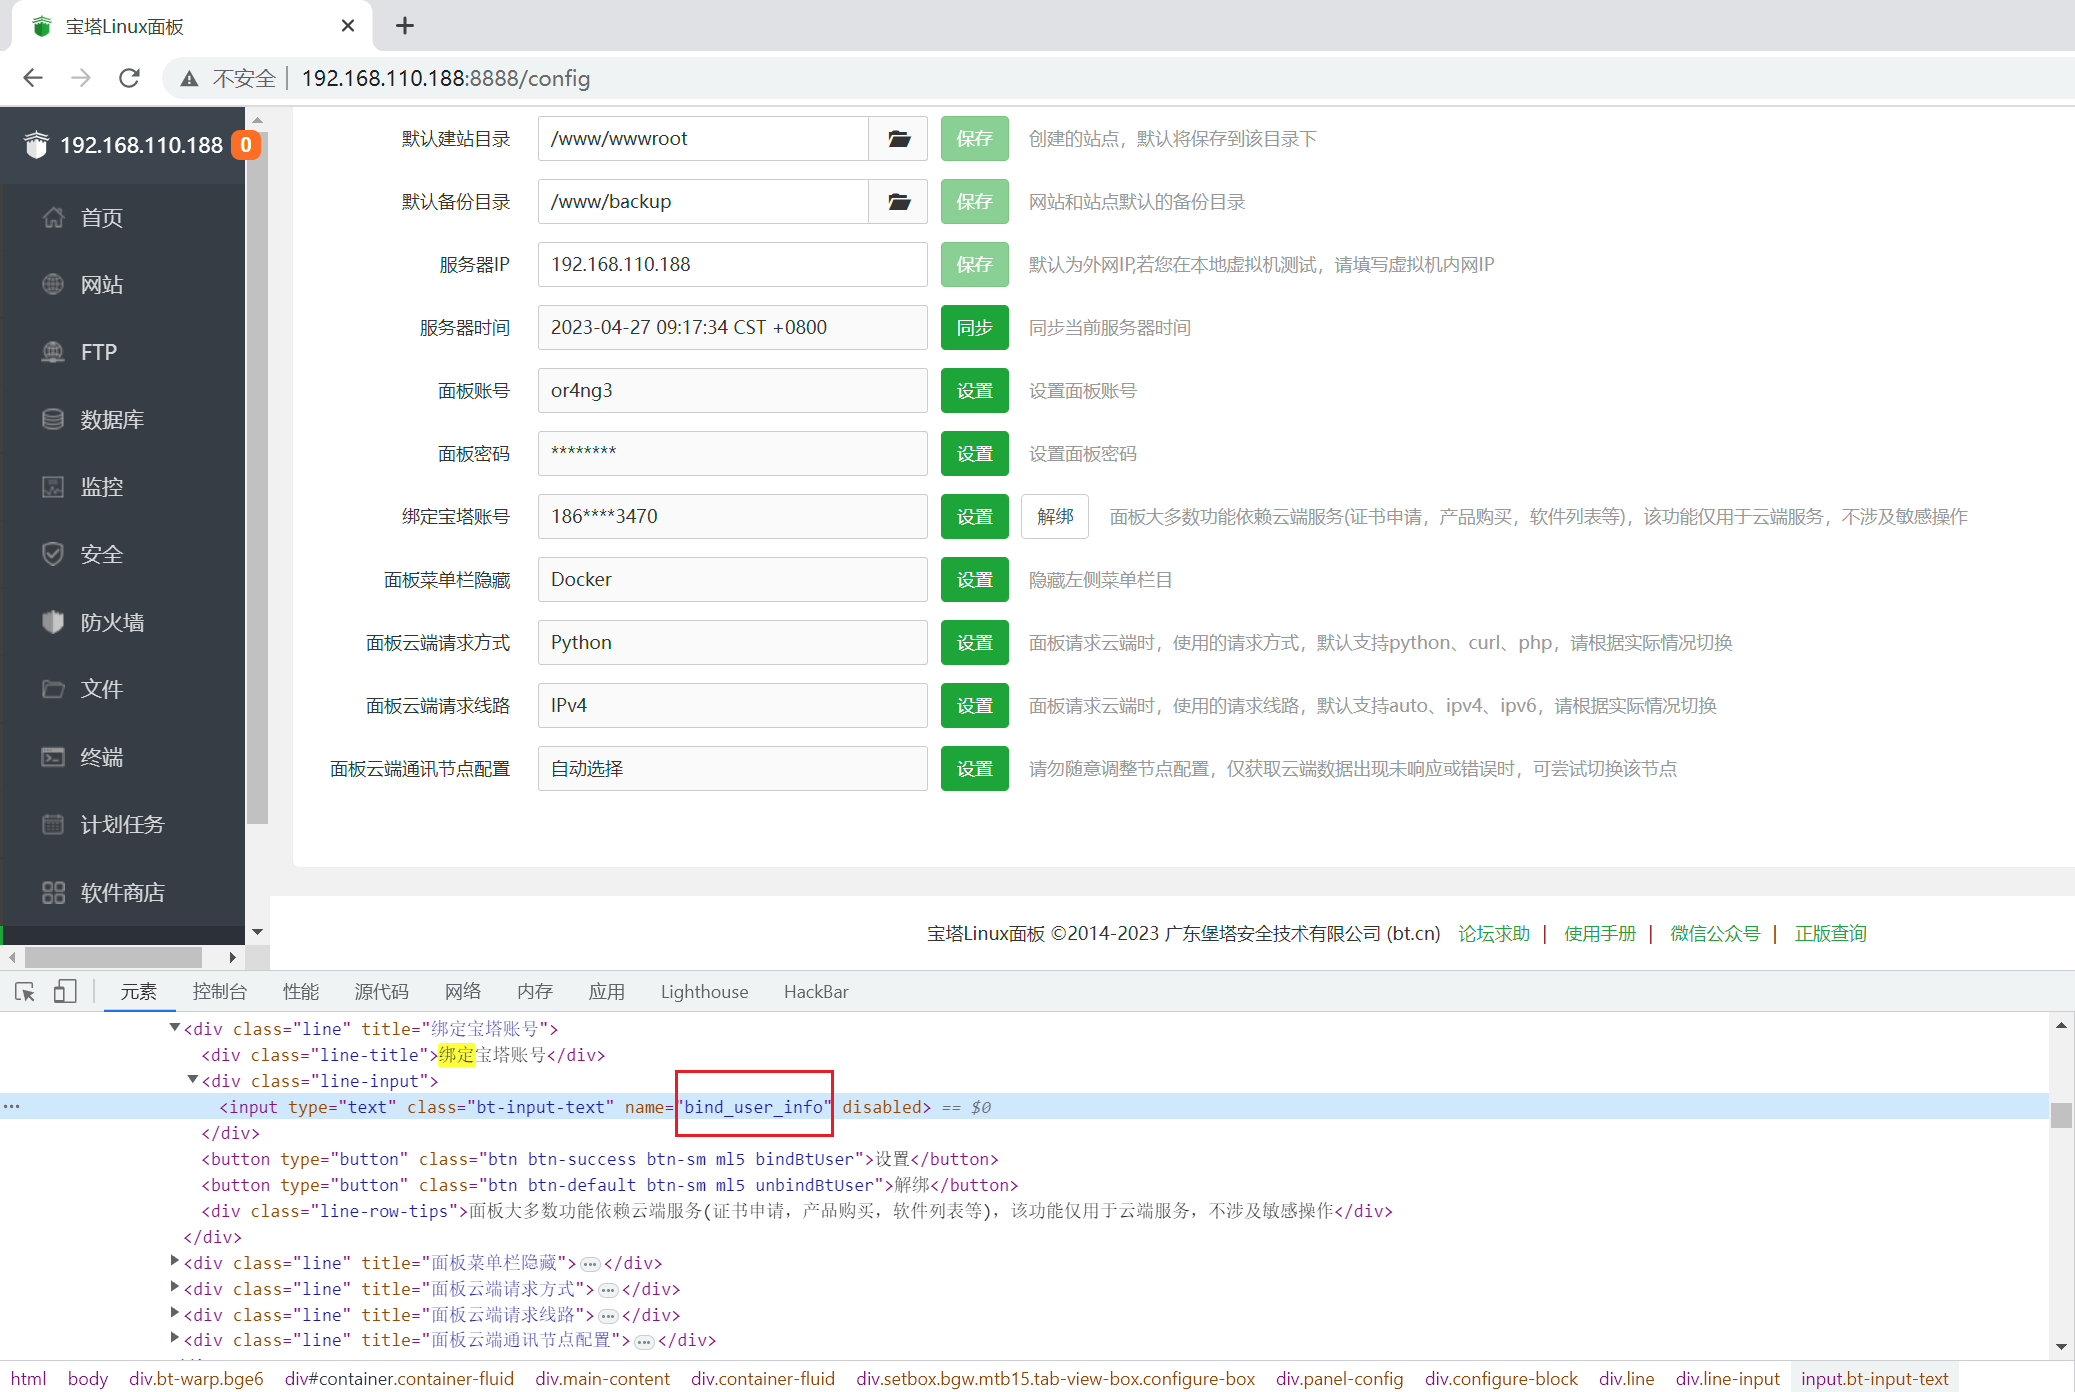 宝塔Linux面板
不安全 | 192.168.110.188:8888/config
192.168.110.188 0
首页
网站
FTP
数据库
监控
安全
防火墙
文件
终端
计划任务
软件商店
默认建站目录 /www/wwwroot 保存 创建的站点，默认将保存到该目录下
默认备份目录 /www/backup 保存 网站和站点默认的备份目录
服务器IP 192.168.110.188 保存 默认为外网IP,若您在本地虚拟机测试，请填写虚拟机内网IP
服务器时间 2023-04-27 09:17:34 CST +0800 同步 同步当前服务器时间
面板账号 or4ng3 设置 设置面板账号
面板密码 ******** 设置 设置面板密码
绑定宝塔账号 186****3470 设置 解绑 面板大多数功能依赖云端服务(证书申请，产品购买，软件列表等)，该功能仅用于云端服务，不涉及敏感操作
面板菜单栏隐藏 Docker 设置 隐藏左侧菜单栏目
面板云端请求方式 Python 设置 面板请求云端时，使用的请求方式，默认支持python、curl、php，请根据实际情况切换
面板云端请求线路 IPv4 设置 面板请求云端时，使用的请求线路，默认支持auto、ipv4、ipv6，请根据实际情况切换
面板云端通讯节点配置 自动选择 设置 请勿随意调整节点配置，仅获取云端数据出现未响应或错误时，可尝试切换该节点
宝塔Linux面板 ©2014-2023 广东堡塔安全技术有限公司 (bt.cn) 论坛求助 | 使用手册 | 微信公众号 | 正版查询
元素 控制台 性能 源代码 网络 内存 应用 Lighthouse HackBar
<div class="line" title="绑定宝塔账号">
<div class="line-title">绑定宝塔账号</div>
<div class="line-input">
<input type="text" class="bt-input-text" name="bind_user_info" disabled> == $0
</div>
<button type="button" class="btn btn-success btn-sm ml5 bindBtUser">设置</button>
<button type="button" class="btn btn-default btn-sm ml5 unbindBtUser">解绑</button>
<div class="line-row-tips">面板大多数功能依赖云端服务(证书申请，产品购买，软件列表等)，该功能仅用于云端服务，不涉及敏感操作</div>
</div>
<div class="line" title="面板菜单栏隐藏">…</div>
<div class="line" title="面板云端请求方式">…</div>
<div class="line" title="面板云端请求线路">…</div>
<div class="line" title="面板云端通讯节点配置">…</div>
html body div.bt-warp.bge6 div#container.container-fluid div.main-content div.container-fluid div.setbox.bgw.mtb15.tab-view-box.configure-box div.panel-config div.configure-block div.line div.line-input input.bt-input-text